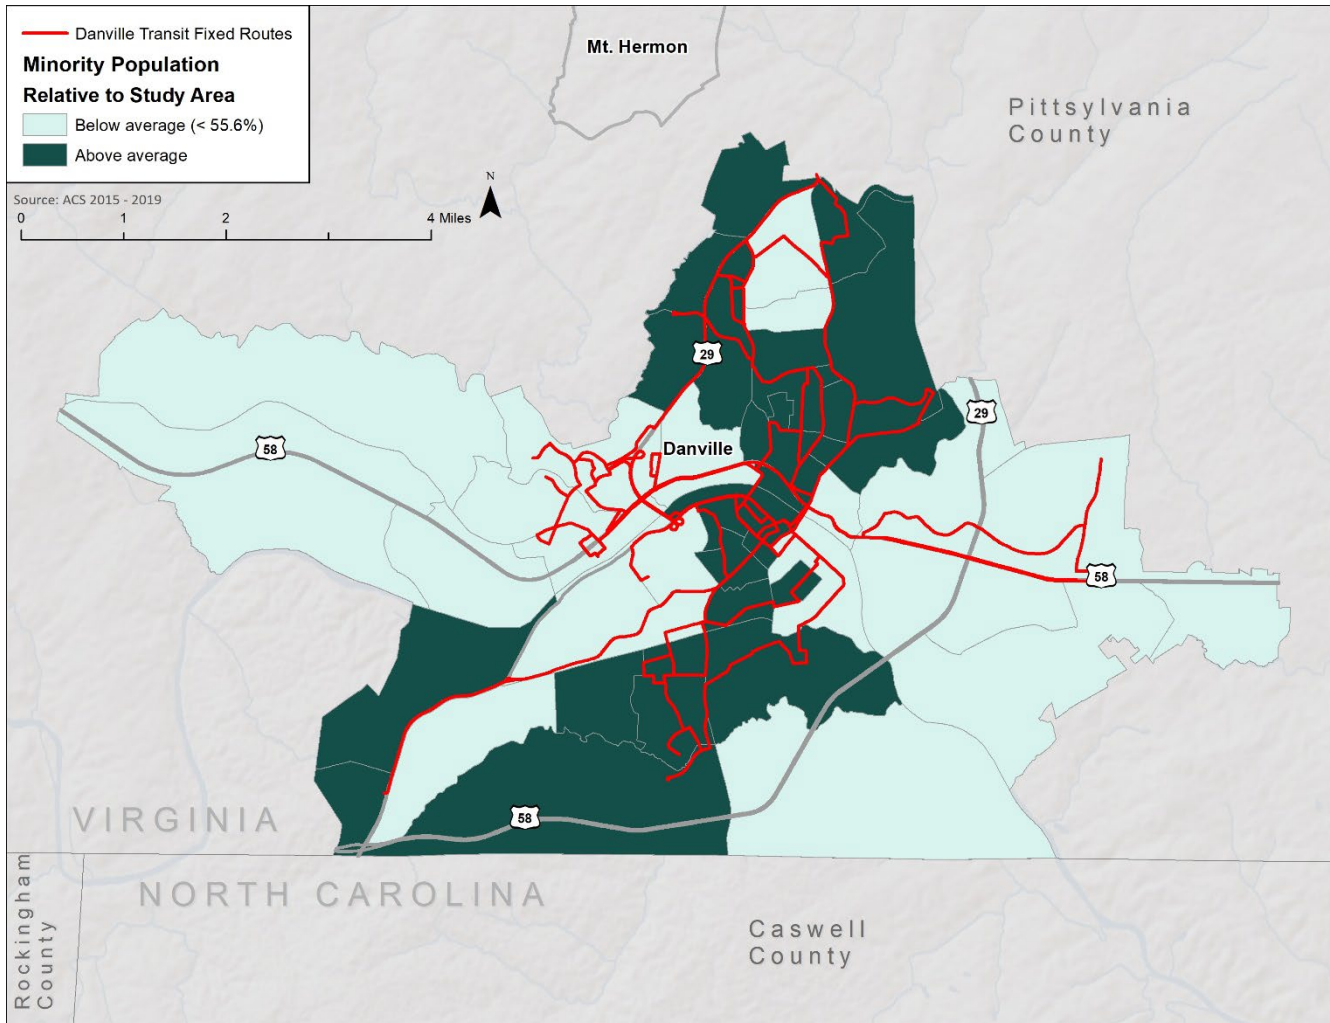 Danville Transit Fixed Routes
Minority Population
Relative to Study Area
Below average (< 55.6%)
Above average
Source: ACS 2015 - 2019
0 1 2 4 Miles
N
Mt. Hermon
Pittsylvania
County
29
29
58
Danville
58
58
VIRGINIA
NORTH CAROLINA
Rockingham
County
Caswell
County